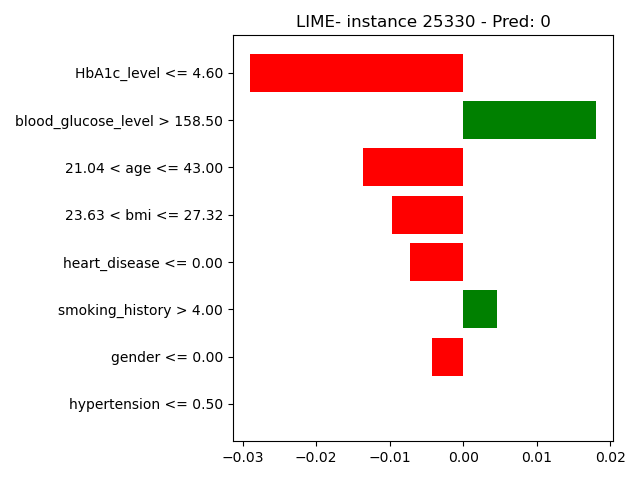 LIME- instance 25330 - Pred: 0
HbA1c_level <= 4.60
blood_glucose_level > 158.50
21.04 < age <= 43.00
23.63 < bmi <= 27.32
heart_disease <= 0.00
smoking_history > 4.00
gender <= 0.00
hypertension <= 0.50
−0.03 −0.02 −0.01 0.00 0.01 0.02